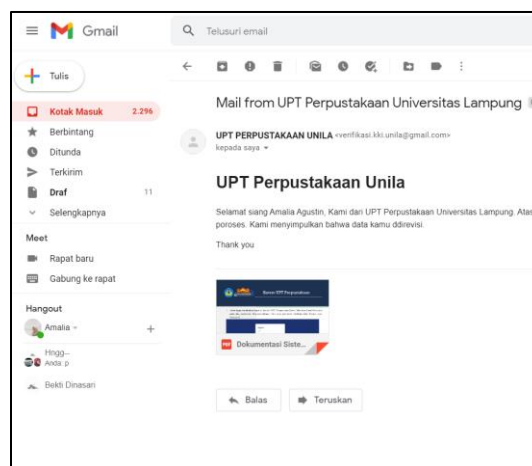 Gmail
Telusuri email
Tulis
Kotak Masuk 2.296
Berbintang
Ditunda
Terkirim
Draf 11
Selengkapnya
Meet
Rapat baru
Gabung ke rapat
Hangout
Amalia
Hngg--
Anda: p
Bekti Dinasari
Mail from UPT Perpustakaan Universitas Lampung
UPT PERPUSTAKAAN UNILA <verifikasi.kki.unila@gmail.com>
kepada saya
UPT Perpustakaan Unila
Selamat siang Amalia Agustin, Kami dari UPT Perpustakaan Universitas Lampung. Atas
poroses. Kami menyimpulkan bahwa data kamu ddirevisi.
Thank you
PDF Dokumentasi Siste...
Balas
Teruskan